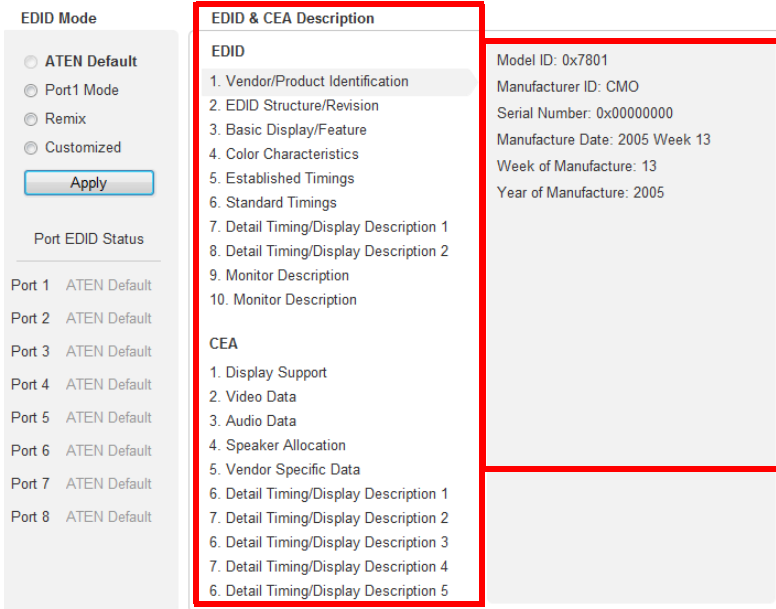 EDID Mode
ATEN Default
Port1 Mode
Remix
Customized
Apply
Port EDID Status
Port 1 ATEN Default
Port 2 ATEN Default
Port 3 ATEN Default
Port 4 ATEN Default
Port 5 ATEN Default
Port 6 ATEN Default
Port 7 ATEN Default
Port 8 ATEN Default
EDID & CEA Description
EDID
1. Vendor/Product Identification
2. EDID Structure/Revision
3. Basic Display/Feature
4. Color Characteristics
5. Established Timings
6. Standard Timings
7. Detail Timing/Display Description 1
8. Detail Timing/Display Description 2
9. Monitor Description
10. Monitor Description
CEA
1. Display Support
2. Video Data
3. Audio Data
4. Speaker Allocation
5. Vendor Specific Data
6. Detail Timing/Display Description 1
7. Detail Timing/Display Description 2
6. Detail Timing/Display Description 3
7. Detail Timing/Display Description 4
6. Detail Timing/Display Description 5
Model ID: 0x7801
Manufacturer ID: CMO
Serial Number: 0x00000000
Manufacture Date: 2005 Week 13
Week of Manufacture: 13
Year of Manufacture: 2005